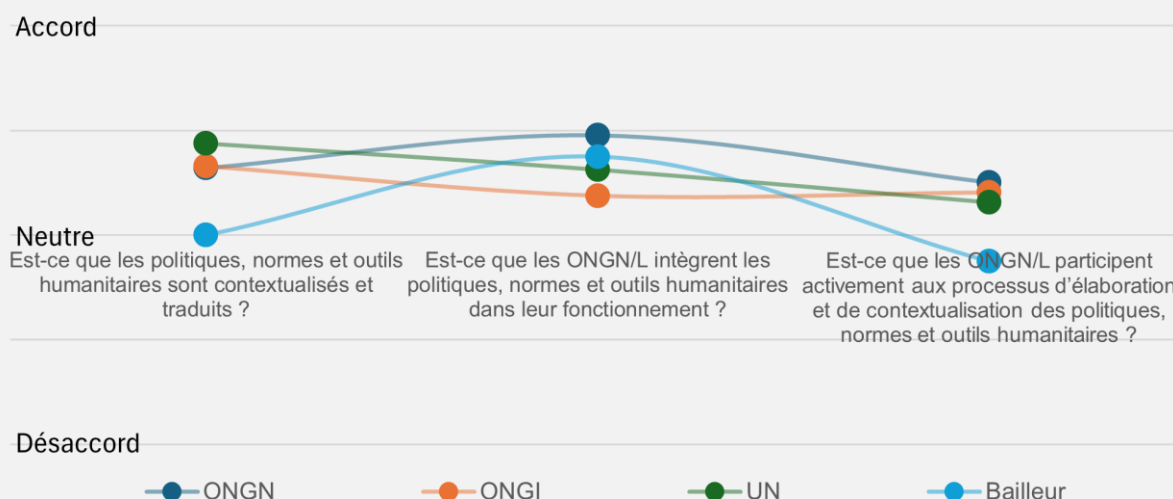 Accord
Neutre
Est-ce que les politiques, normes et outils
humanitaires sont contextualisés et
traduits ?
Est-ce que les ONGN/L intègrent les
politiques, normes et outils humanitaires
dans leur fonctionnement ?
Est-ce que les ONGN/L participent
activement aux processus d’élaboration
et de contextualisation des politiques,
normes et outils humanitaires ?
Désaccord
ONGN
ONGI
UN
Bailleur